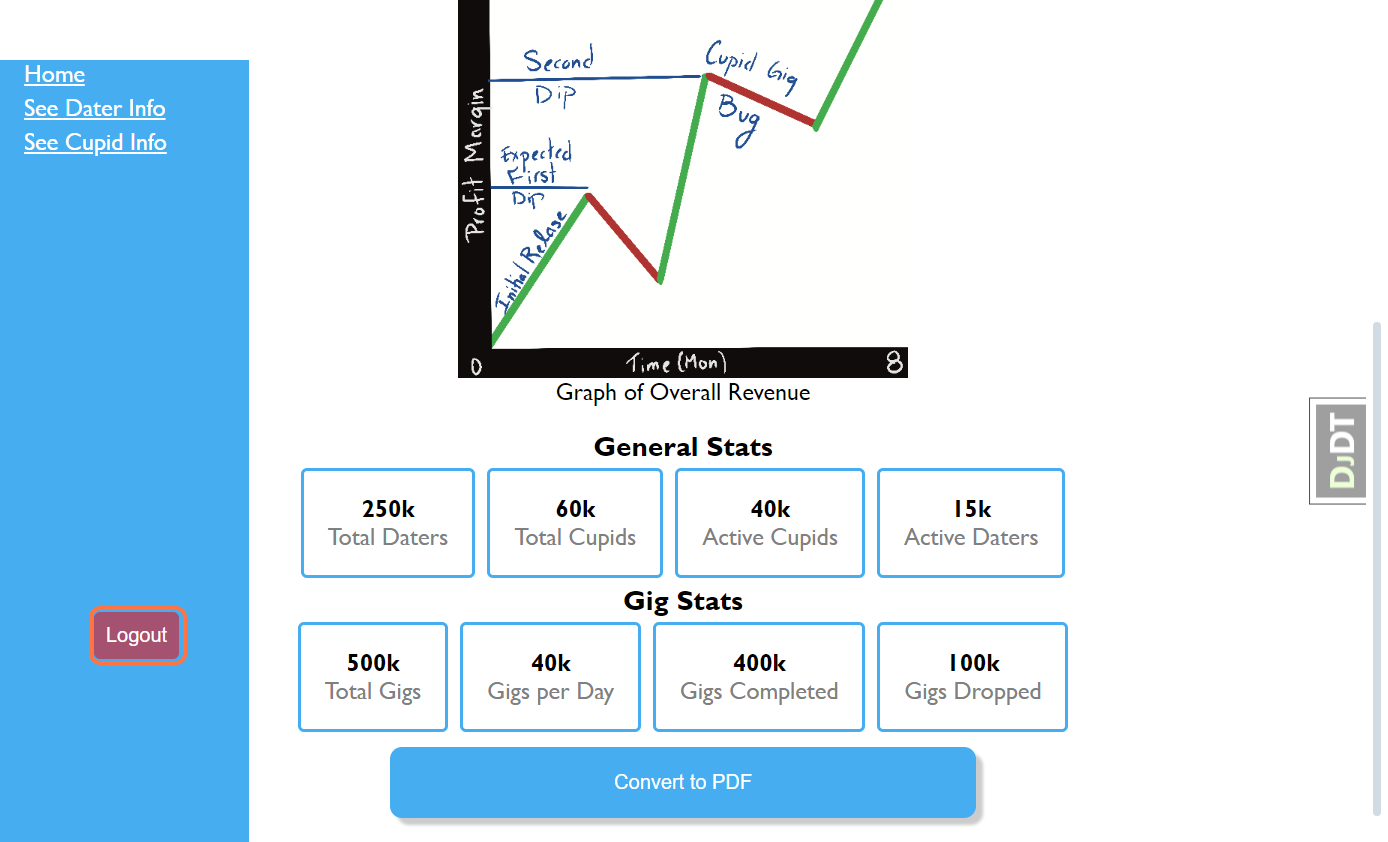 Home
See Dater Info
See Cupid Info
Logout
Second
Dip
Cupid Gig
Bug
Expected
First
Dip
Initial Relase
Profit Margin
0
Time (Mon)
8
Graph of Overall Revenue
General Stats
250k
Total Daters
60k
Total Cupids
40k
Active Cupids
15k
Active Daters
Gig Stats
500k
Total Gigs
40k
Gigs per Day
400k
Gigs Completed
100k
Gigs Dropped
Convert to PDF
DjDT